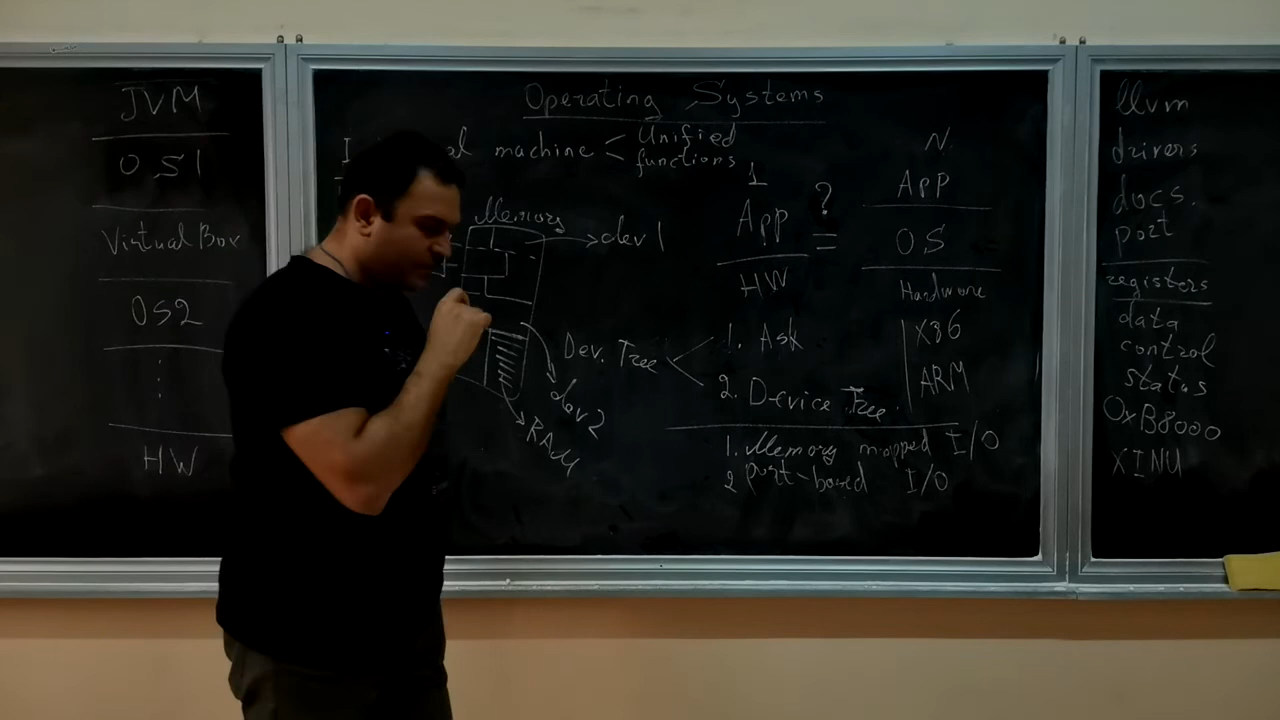 JVM
OS1
VirtualBox
OS2
HW
Operating Systems
machine < Unified
< functions
Memory
dev 1
dev 2
RAM
1
App
HW
?
=
N
App
OS
Hardware
X86
ARM
Dev. Tree
1. Ask
2. Device Tree
1. Memory mapped I/O
2 port-based I/O
llvm
drivers
docs.
port
registers
data
control
status
0xB8000
XINU